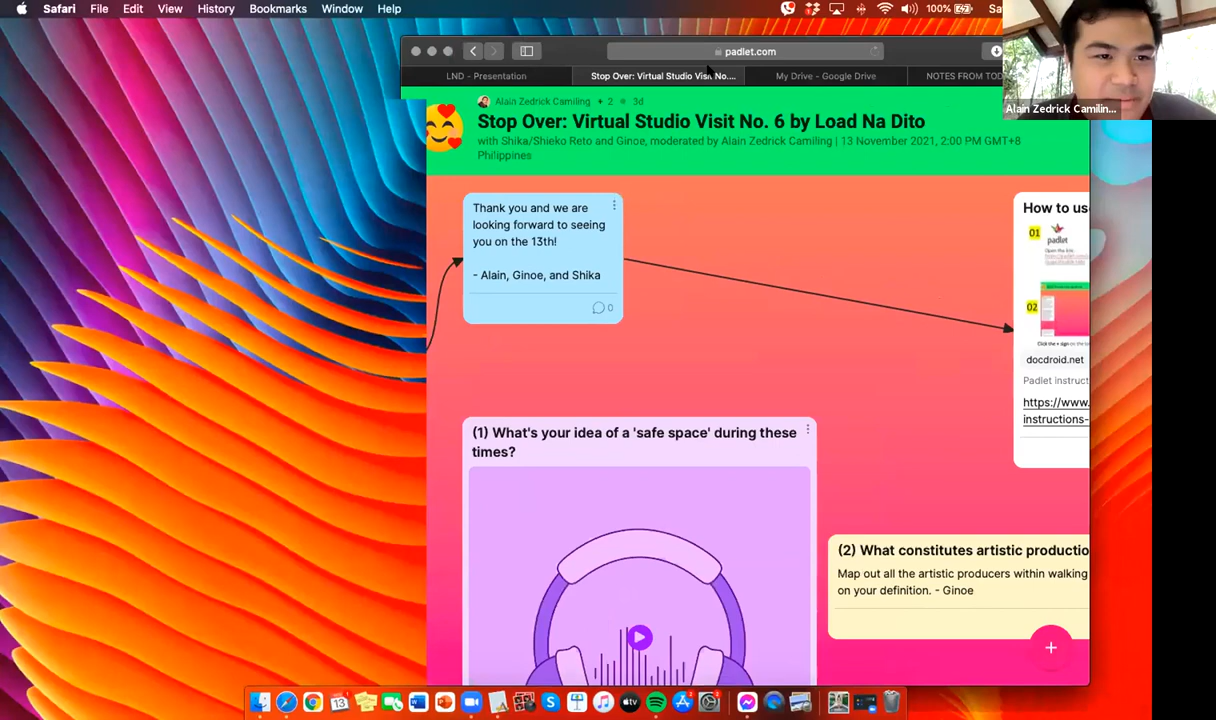 Safari File Edit View History Bookmarks Window Help 100%
padlet.com
LND - Presentation Stop Over: Virtual Studio Visit No.... My Drive - Google Drive NOTES FROM TOD
Alain Zedrick Camilin...
Alain Zedrick Camiling + 2 3d
Stop Over: Virtual Studio Visit No. 6 by Load Na Dito
with Shika/Shieko Reto and Ginoe, moderated by Alain Zedrick Camiling | 13 November 2021, 2:00 PM GMT+8
Philippines
Thank you and we are
looking forward to seeing
you on the 13th!
- Alain, Ginoe, and Shika
0
How to us
01
padlet
02
docdroid.net
Padlet instruct
https://www.
instructions-
(1) What's your idea of a 'safe space' during these
times?
(2) What constitutes artistic productio
Map out all the artistic producers within walking
on your definition. - Ginoe
13